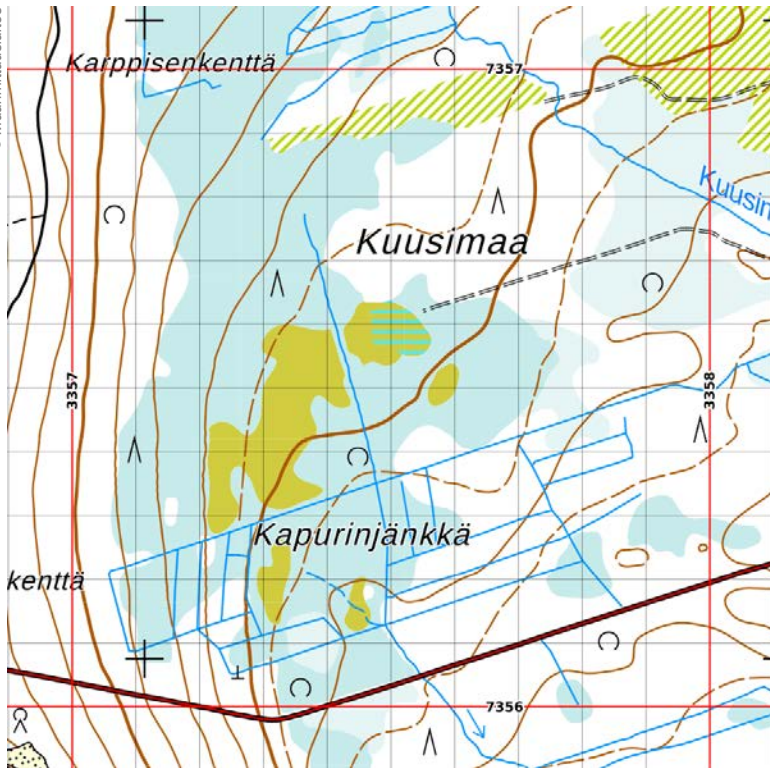 Karppisenkenttä
7357
Kuusin
Kuusimaa
3357
3358
Kapurinjänkkä
kenttä
7356